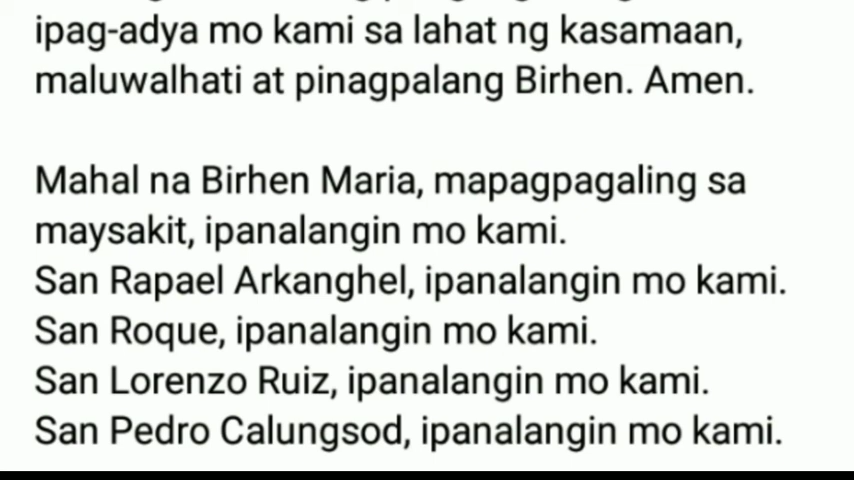 ipag-adya mo kami sa lahat ng kasamaan,
maluwalhati at pinagpalang Birhen. Amen.
Mahal na Birhen Maria, mapagpagaling sa
maysakit, ipanalangin mo kami.
San Rapael Arkanghel, ipanalangin mo kami.
San Roque, ipanalangin mo kami.
San Lorenzo Ruiz, ipanalangin mo kami.
San Pedro Calungsod, ipanalangin mo kami.